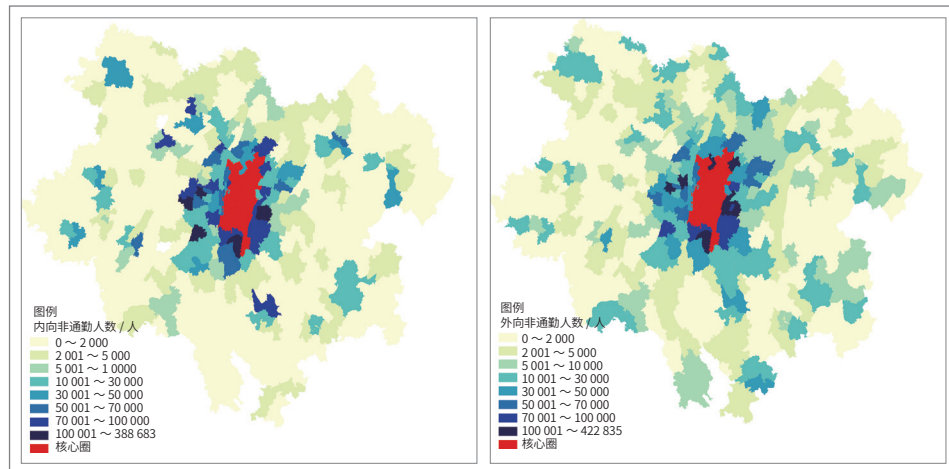 图例
内向非通勤人数 / 人
0 ～ 2 000
2 001 ～ 5 000
5 001 ～ 1 0000
10 001 ～ 30 000
30 001 ～ 50 000
50 001 ～ 70 000
70 001 ～ 100 000
100 001 ～ 388 683
核心圈
图例
外向非通勤人数 / 人
0 ～ 2 000
2 001 ～ 5 000
5 001 ～ 10 000
10 001 ～ 30 000
30 001 ～ 50 000
50 001 ～ 70 000
70 001 ～ 100 000
100 001 ～ 422 835
核心圈